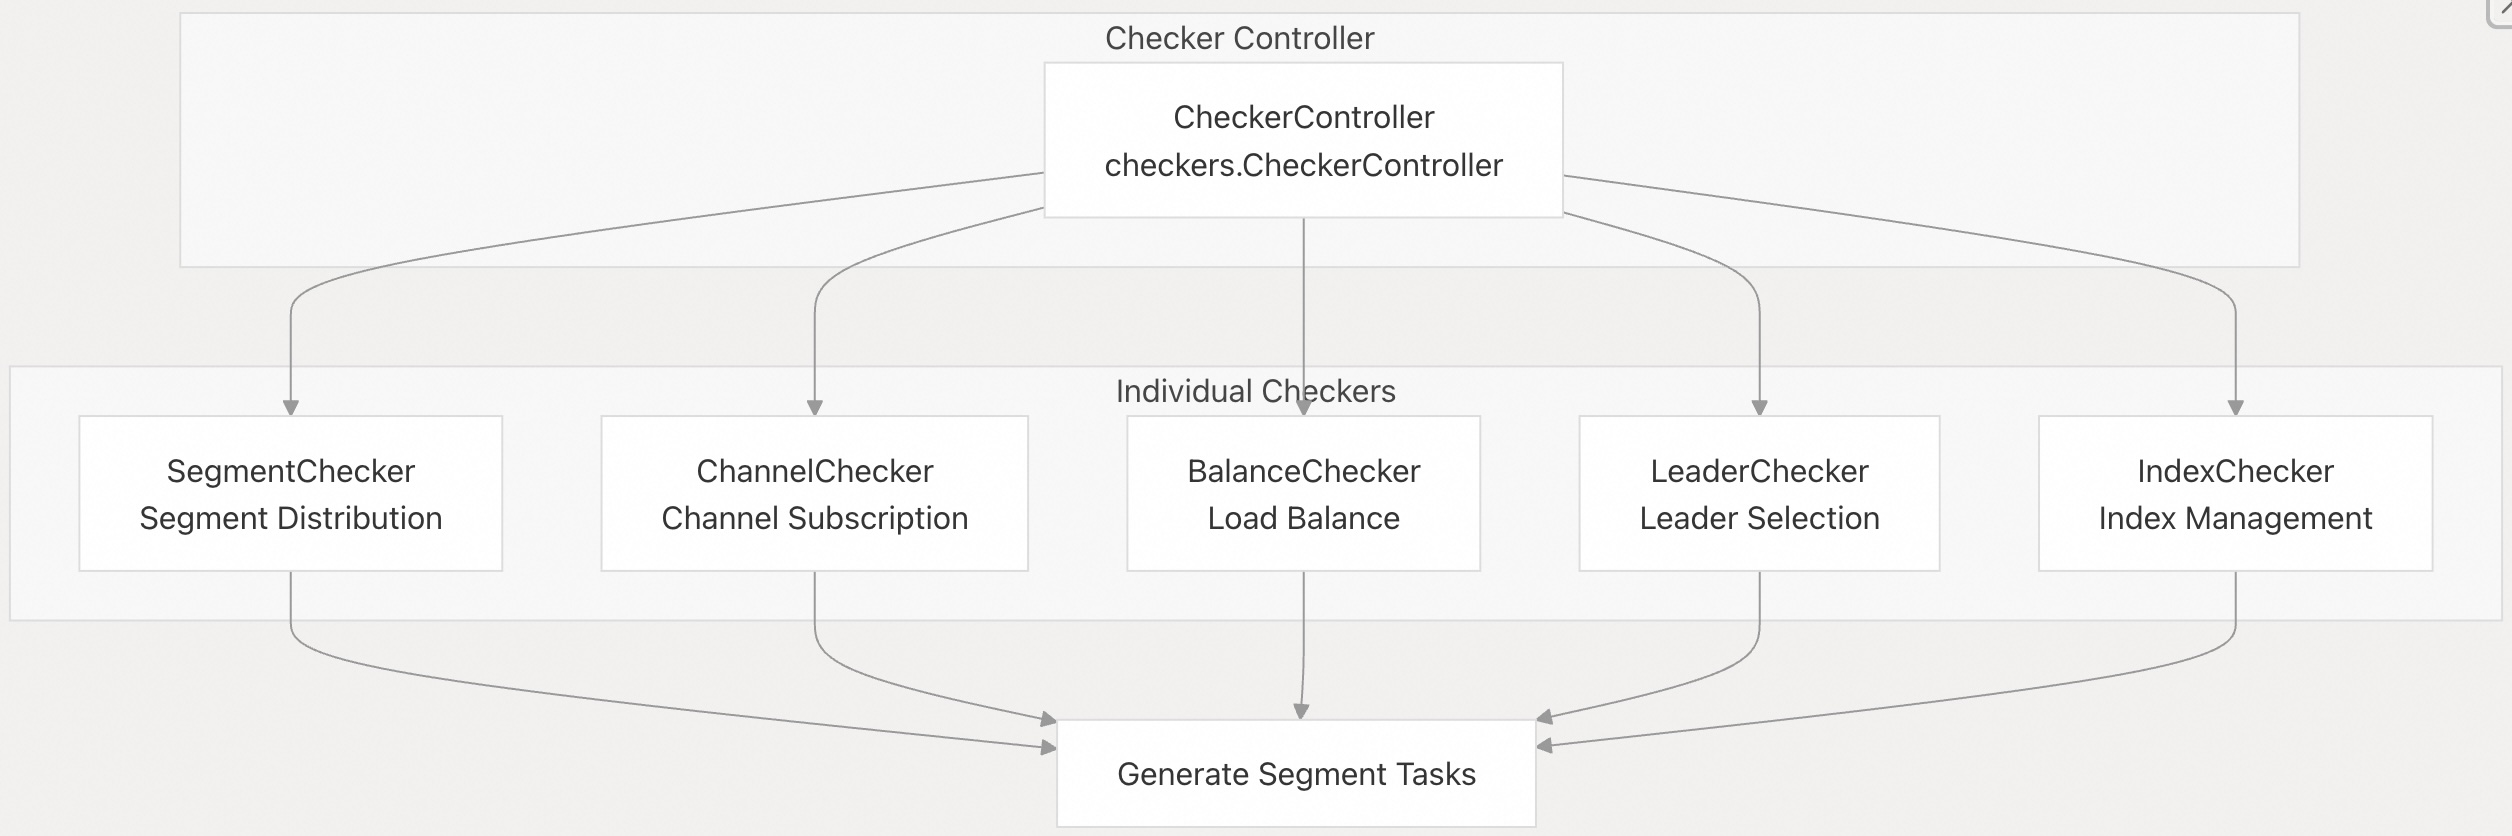 Checker Controller
CheckerController
checkers.CheckerController
Individual Checkers
SegmentChecker
Segment Distribution
ChannelChecker
Channel Subscription
BalanceChecker
Load Balance
LeaderChecker
Leader Selection
IndexChecker
Index Management
Generate Segment Tasks